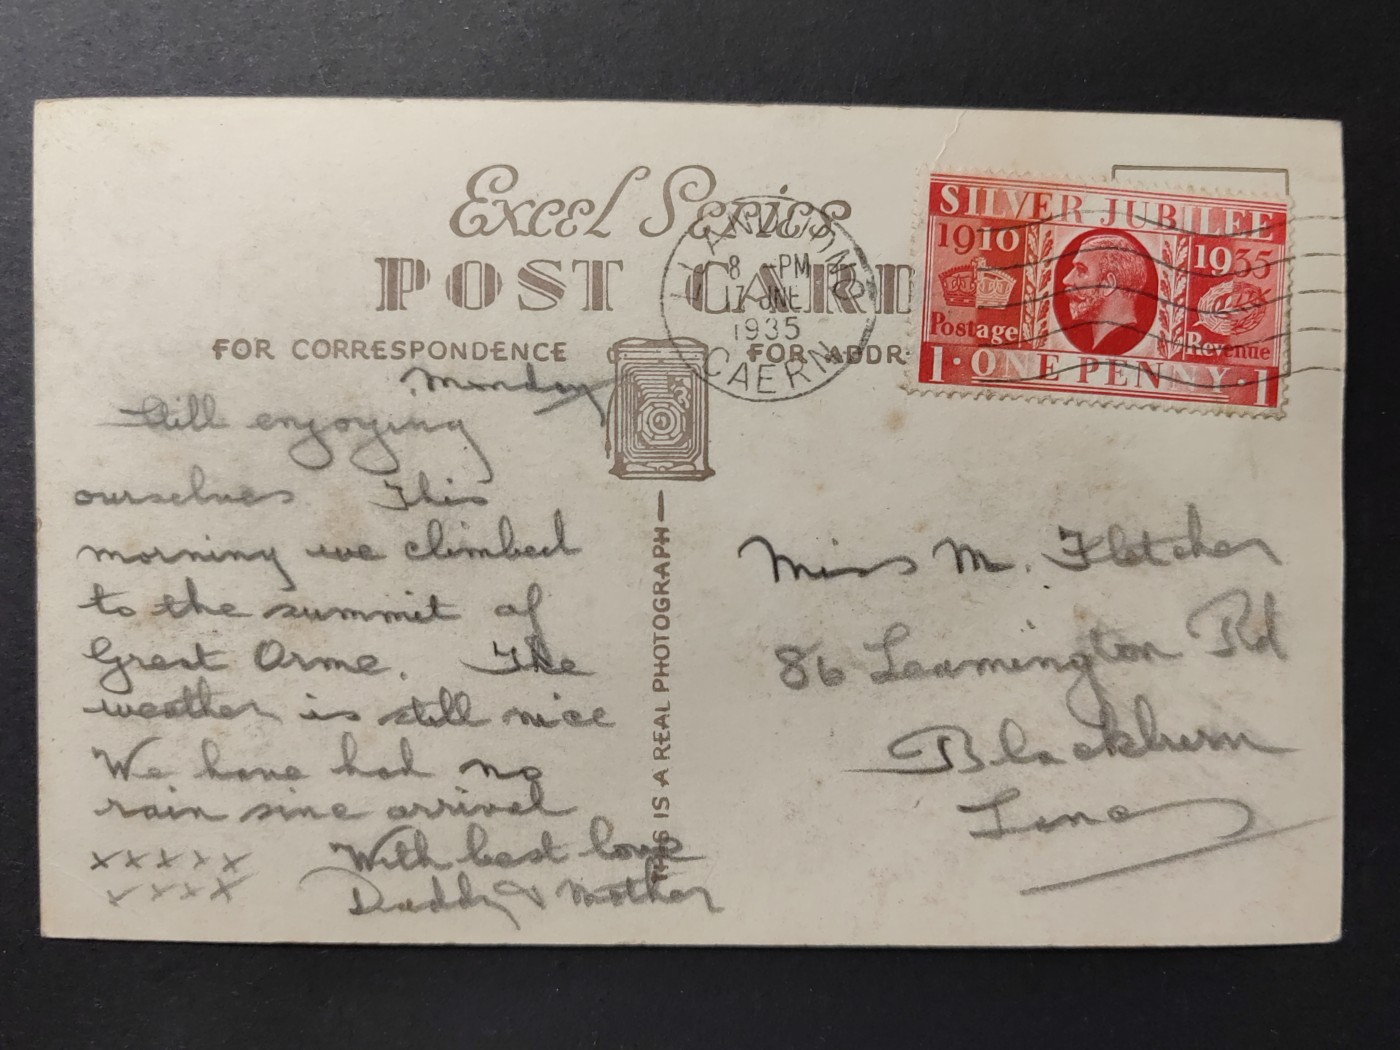 Excel Series
POST CARD
FOR CORRESPONDENCE
FOR ADDR
LLANDUDNO
8 - PM
17 JNE
1935
CAERN
SILVER JUBILEE
1910 1935
Postage Revenue
1 · ONE PENNY · 1
THIS IS A REAL PHOTOGRAPH
Monday
Still enjoying
ourselves This
morning we climbed
to the summit of
Great Orme. The
weather is still nice
We have had no
rain sine arrival
xxxxx With best love
xxxx Daddy & Mother
Miss M. Fletcher
86 Leamington Rd
Blackburn
Lancs